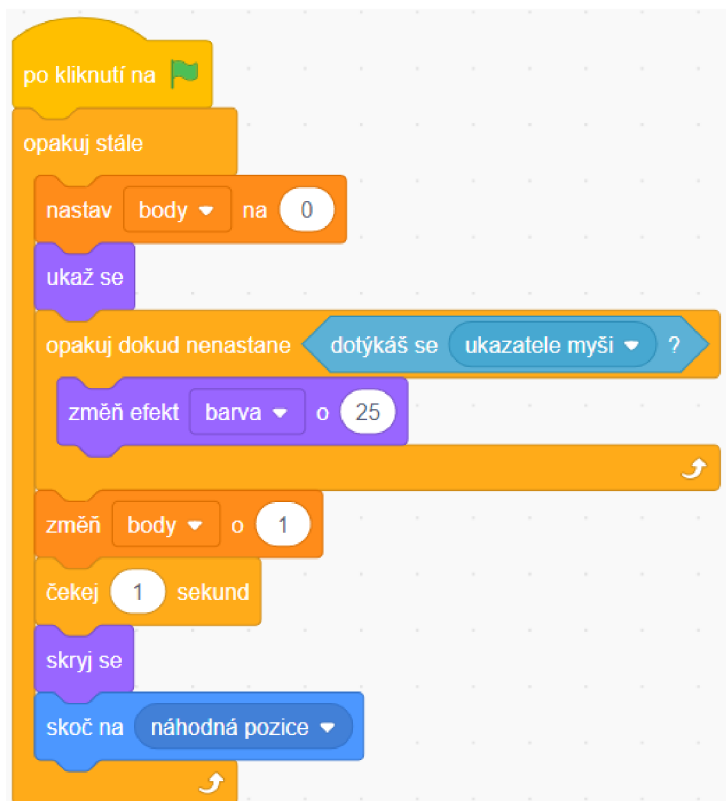 po kliknutí na
opakuj stále
nastav body na 0
ukaž se
opakuj dokud nenastane dotýkáš se ukazatele myši ?
změň efekt barva o 25
změň body o 1
čekej 1 sekund
skryj se
skoč na náhodná pozice